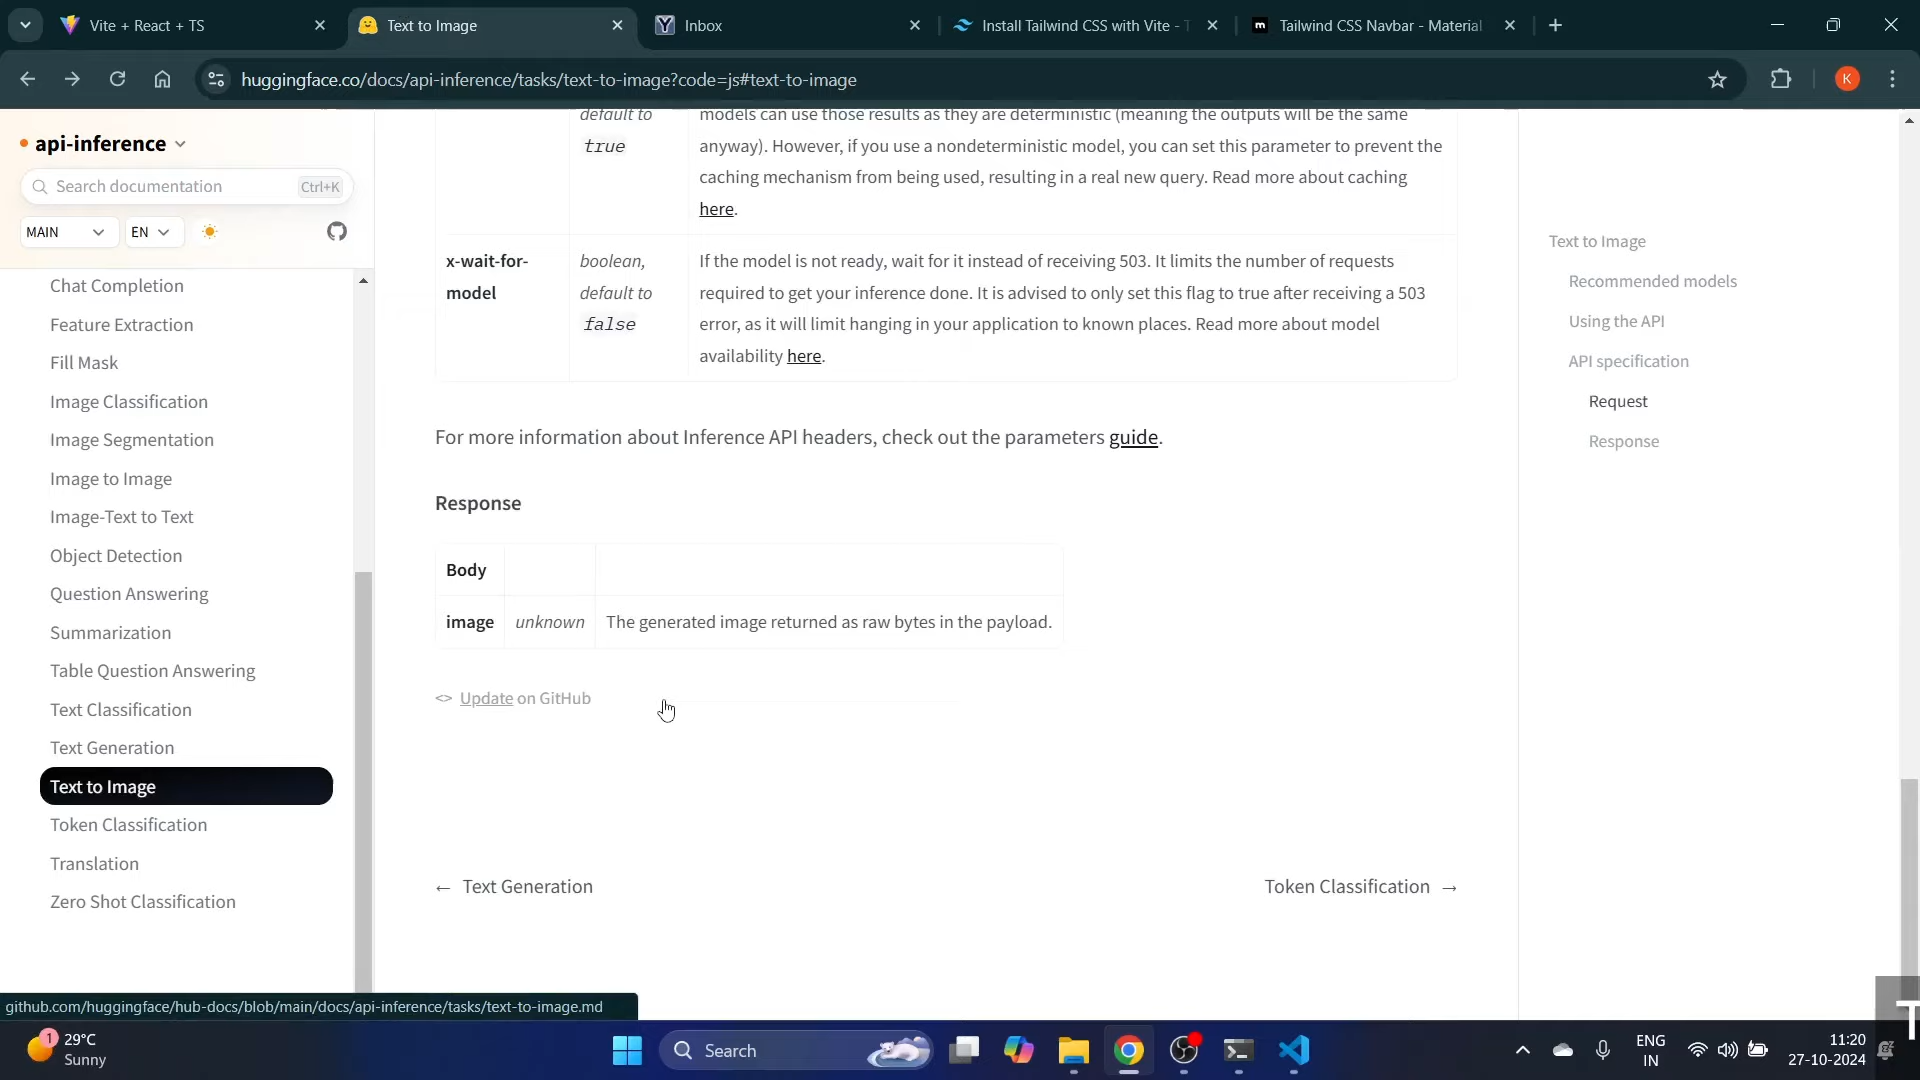 Vite + React + TS
Text to Image
Inbox
Install Tailwind CSS with Vite - T
Tailwind CSS Navbar - Material
huggingface.co/docs/api-inference/tasks/text-to-image?code=js#text-to-image
K
api-inference
Search documentation
Ctrl+K
MAIN
EN
Chat Completion
Feature Extraction
Fill Mask
Image Classification
Image Segmentation
Image to Image
Image-Text to Text
Object Detection
Question Answering
Summarization
Table Question Answering
Text Classification
Text Generation
Text to Image
Token Classification
Translation
Zero Shot Classification
default to
true
models can use those results as they are deterministic (meaning the outputs will be the same
anyway). However, if you use a nondeterministic model, you can set this parameter to prevent the
caching mechanism from being used, resulting in a real new query. Read more about caching
here.
x-wait-for-
model
boolean,
default to
false
If the model is not ready, wait for it instead of receiving 503. It limits the number of requests
required to get your inference done. It is advised to only set this flag to true after receiving a 503
error, as it will limit hanging in your application to known places. Read more about model
availability here.
For more information about Inference API headers, check out the parameters guide.
Response
Body
image
unknown
The generated image returned as raw bytes in the payload.
<> Update on GitHub
← Text Generation
Token Classification →
Text to Image
Recommended models
Using the API
API specification
Request
Response
github.com/huggingface/hub-docs/blob/main/docs/api-inference/tasks/text-to-image.md
T
1
29°C
Sunny
Search
ENG
IN
11:20
27-10-2024